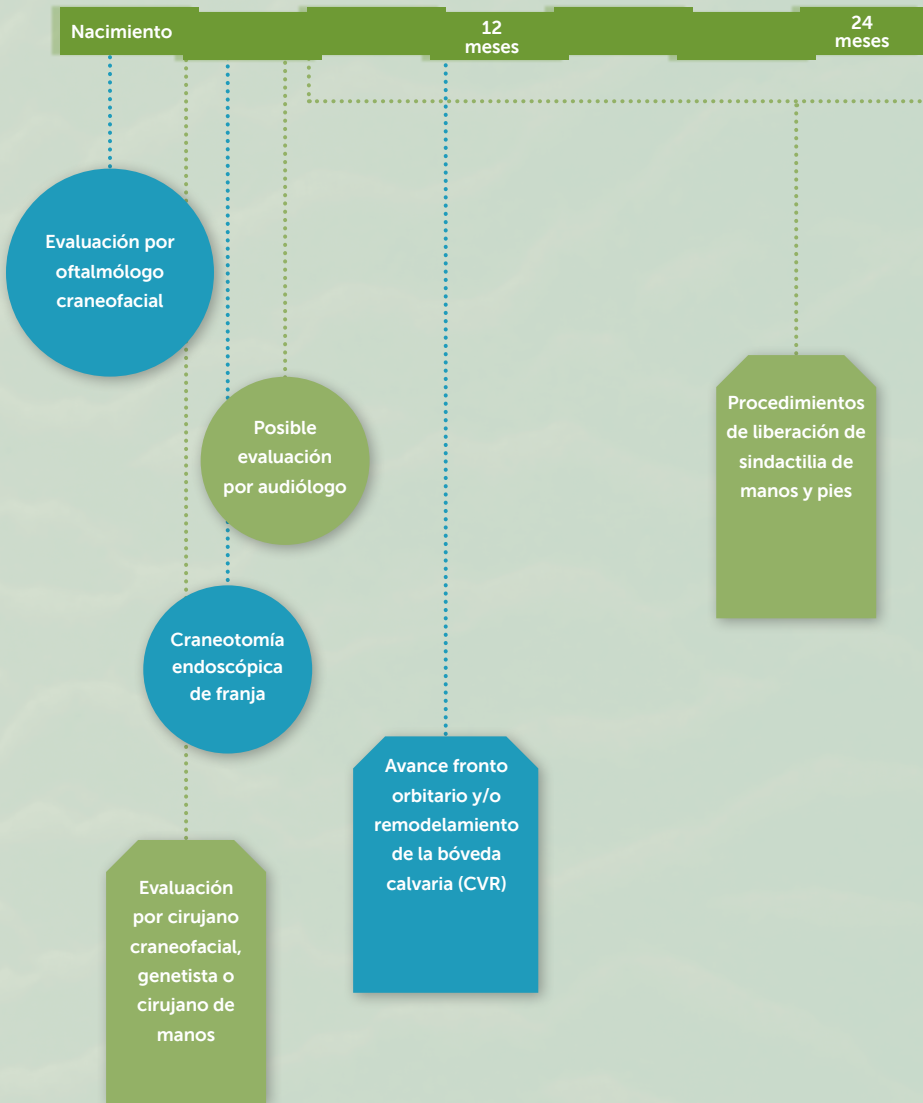 Nacimiento
12
meses
24
meses
Evaluación por
oftalmólogo
craneofacial
Posible
evaluación
por audiólogo
Procedimientos
de liberación de
sindactilia de
manos y pies
Craneotomía
endoscópica
de franja
Avance fronto
orbitario y/o
remodelamiento
de la bóveda
calvaria (CVR)
Evaluación
por cirujano
craneofacial,
genetista o
cirujano de
manos